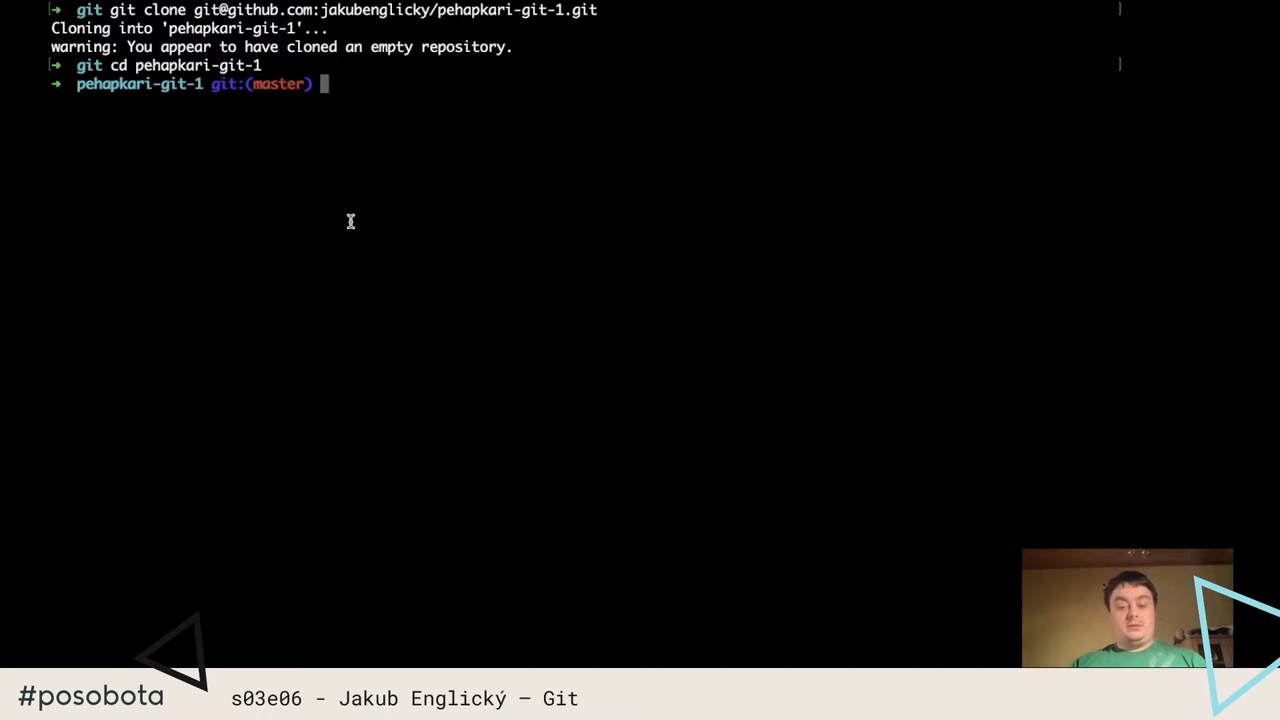 [→ git git clone git@github.com:jakubenglicky/pehapkari-git-1.git ]
Cloning into 'pehapkari-git-1'...
warning: You appear to have cloned an empty repository.
[→ git cd pehapkari-git-1 ]
→ pehapkari-git-1 git:(master)
#posobota s03e06 - Jakub Englický – Git